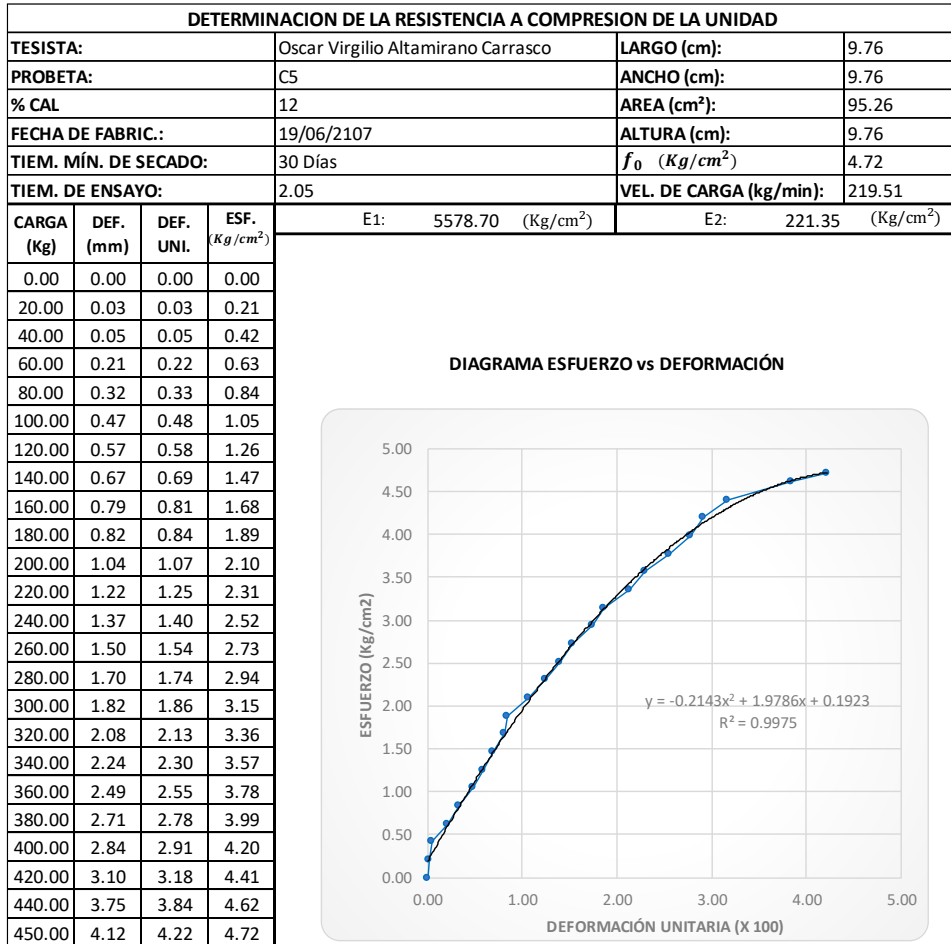 DETERMINACION DE LA RESISTENCIA A COMPRESION DE LA UNIDAD
TESISTA: Oscar Virgilio Altamirano Carrasco LARGO (cm): 9.76
PROBETA: C5 ANCHO (cm): 9.76
% CAL 12 AREA (cm²): 95.26
FECHA DE FABRIC.: 19/06/2107 ALTURA (cm): 9.76
TIEM. MÍN. DE SECADO: 30 Días f₀ (Kg/cm²) 4.72
TIEM. DE ENSAYO: 2.05 VEL. DE CARGA (kg/min): 219.51
CARGA (Kg) DEF. (mm) DEF. UNI. ESF. (Kg/cm²) E1: 5578.70 (Kg/cm²) E2: 221.35 (Kg/cm²)
0.00 0.00 0.00 0.00
20.00 0.03 0.03 0.21
40.00 0.05 0.05 0.42
60.00 0.21 0.22 0.63
80.00 0.32 0.33 0.84
100.00 0.47 0.48 1.05
120.00 0.57 0.58 1.26
140.00 0.67 0.69 1.47
160.00 0.79 0.81 1.68
180.00 0.82 0.84 1.89
200.00 1.04 1.07 2.10
220.00 1.22 1.25 2.31
240.00 1.37 1.40 2.52
260.00 1.50 1.54 2.73
280.00 1.70 1.74 2.94
300.00 1.82 1.86 3.15
320.00 2.08 2.13 3.36
340.00 2.24 2.30 3.57
360.00 2.49 2.55 3.78
380.00 2.71 2.78 3.99
400.00 2.84 2.91 4.20
420.00 3.10 3.18 4.41
440.00 3.75 3.84 4.62
450.00 4.12 4.22 4.72
DIAGRAMA ESFUERZO vs DEFORMACIÓN
5.00
4.50
4.00
3.50
3.00
2.50
2.00
1.50
1.00
0.50
0.00
ESFUERZO (Kg/cm2)
y = -0.2143x² + 1.9786x + 0.1923
R² = 0.9975
0.00 1.00 2.00 3.00 4.00 5.00
DEFORMACIÓN UNITARIA (X 100)